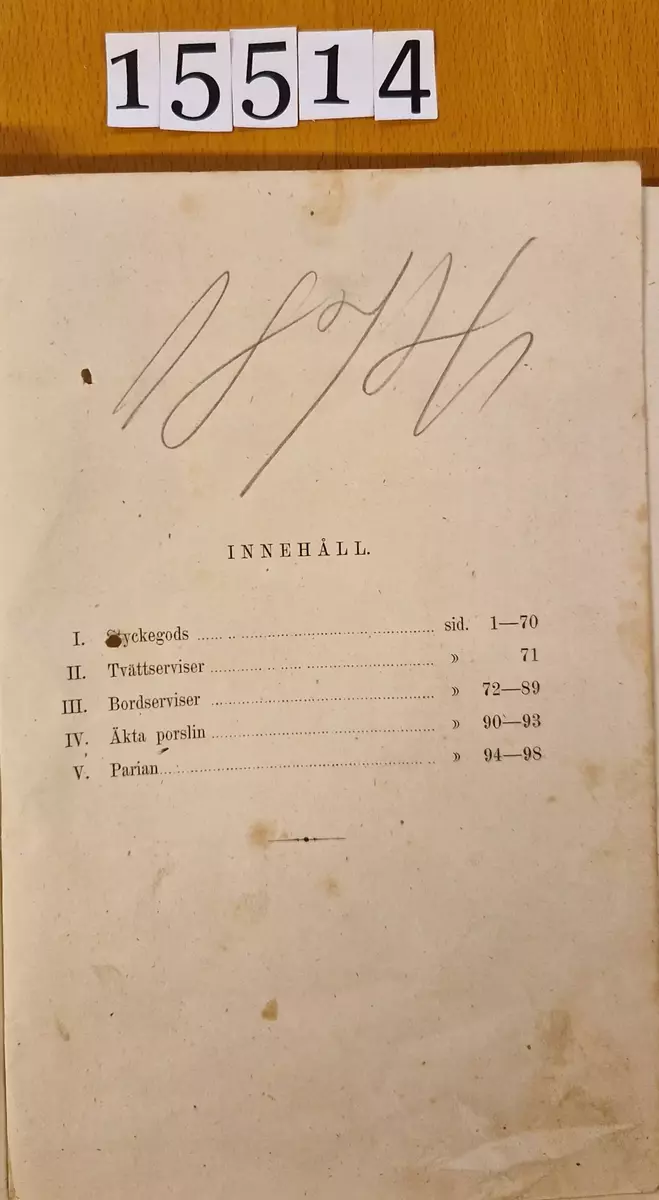 15514
INNEHÅLL.
I. Styckegods sid. 1—70
II. Tvättserviser » 71
III. Bordserviser » 72—89
IV. Äkta porslin » 90—93
V. Parian » 94—98